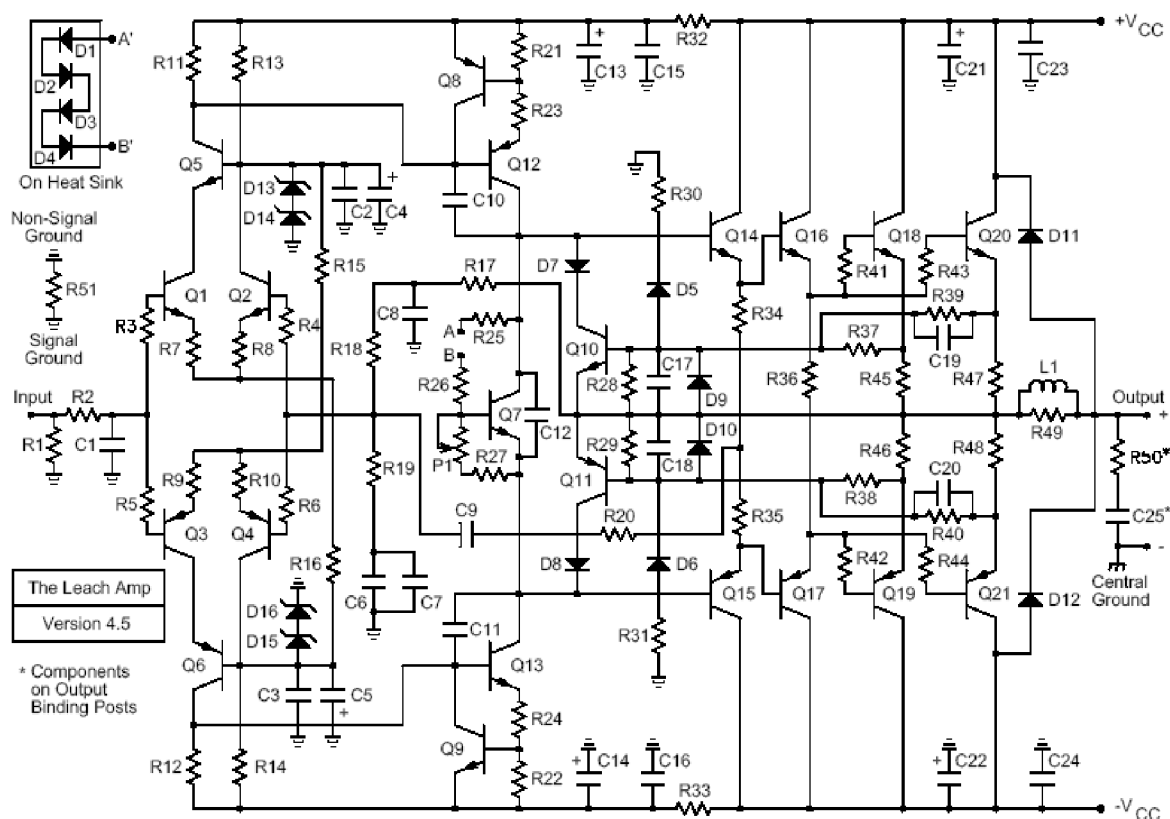 +VCC
A'
D1
R11
R13
R21
R32
+
C13
C15
+
C21
C23
D2
Q8
D3
R23
D4
B'
Q5
Q12
On Heat Sink
D13
+
C10
R30
D14
C2
C4
Non-Signal
Ground
Q14
Q16
Q18
Q20
D11
R15
D7
R17
R41
R43
R51
Q1
Q2
D5
C8
R39
R3
R4
A
R34
Signal
Ground
R7
R8
R25
R37
C19
R18
B
Q10
C17
L1
R26
R28
D9
R36
R45
R47
Input
R2
Q7
Output
+
R1
C1
D10
R49
C12
R29
C18
R46
R48
R50*
R9
R10
R19
P1
R27
C20
R5
R6
Q11
R38
C9
R20
R35
R40
C25*
Q3
Q4
R42
R44
-
R16
D8
D6
Central
Ground
The Leach Amp
Version 4.5
D16
C6
C7
Q15
Q17
Q19
Q21
D12
D15
C11
R31
Q6
Q13
* Components
on Output
Binding Posts
C3
C5
+
R24
Q9
R12
R14
R22
+
C14
C16
R33
+
C22
C24
-VCC